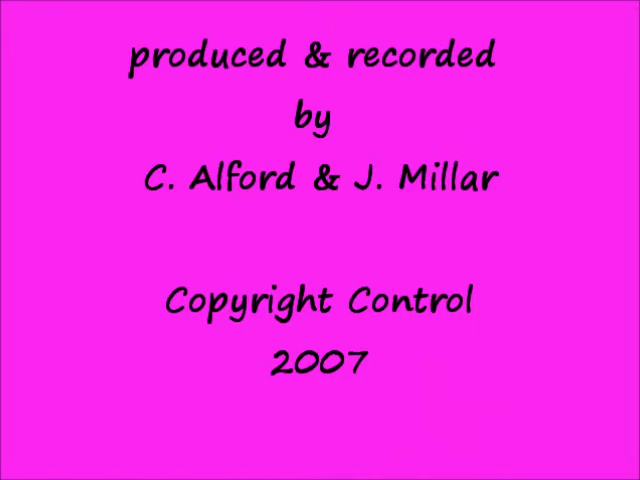 produced & recorded
by
C. Alford & J. Millar
Copyright Control
2007